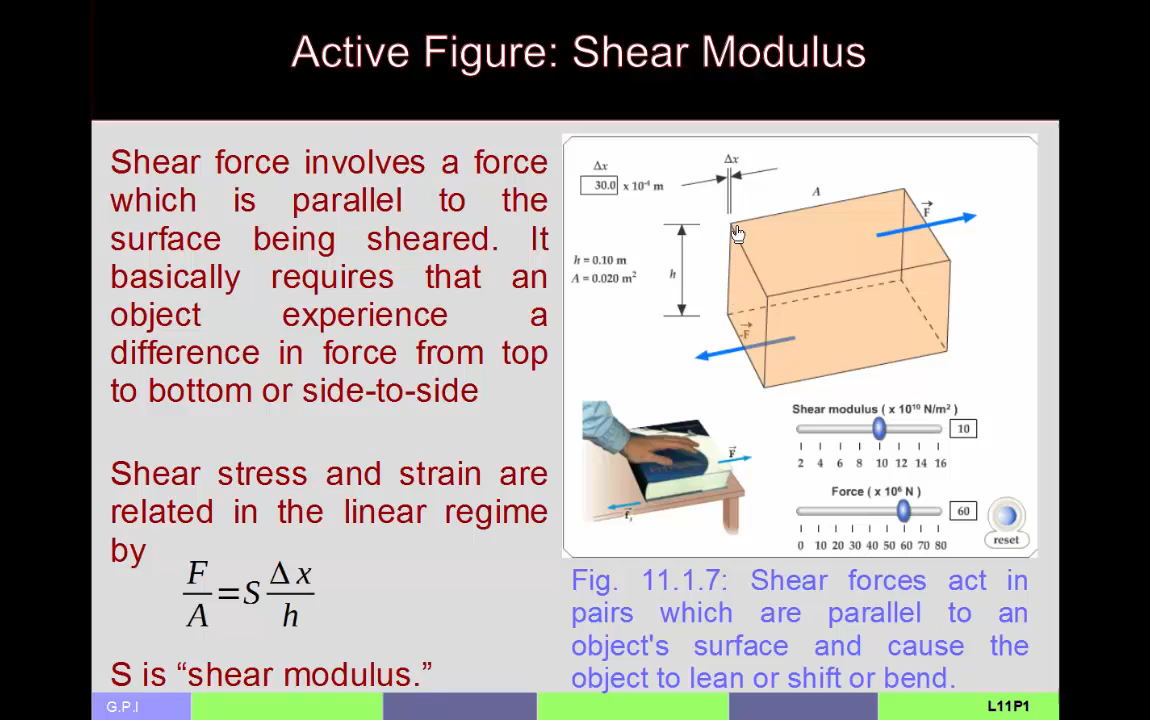 Active Figure: Shear Modulus
Shear force involves a force
which is parallel to the
surface being sheared. It
basically requires that an
object experience a
difference in force from top
to bottom or side-to-side
Shear stress and strain are
related in the linear regime
by
F/A = S Δx/h
S is “shear modulus.”
Δx
30.0 x 10⁻⁴ m
Δx
A
F
h = 0.10 m
A = 0.020 m²
h
-F
Shear modulus ( x 10¹⁰ N/m² )
10
2 4 6 8 10 12 14 16
F
fs
Force ( x 10⁶ N )
60
0 10 20 30 40 50 60 70 80
reset
Fig. 11.1.7: Shear forces act in
pairs which are parallel to an
object's surface and cause the
object to lean or shift or bend.
G.P.I
L11P1